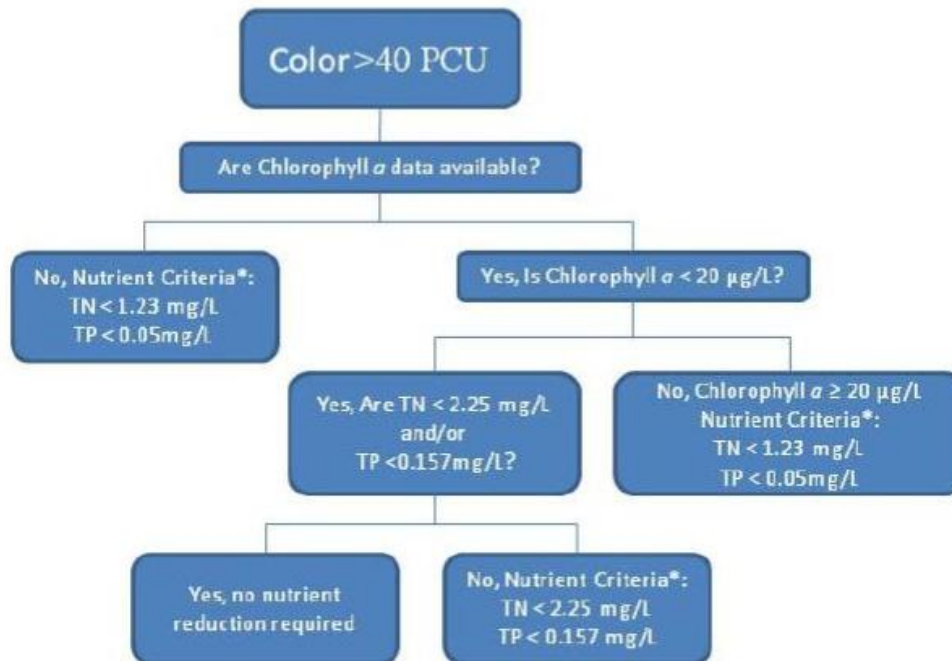 Color>40 PCU
Are Chlorophyll a data available?
No, Nutrient Criteria*:
TN < 1.23 mg/L
TP < 0.05mg/L
Yes, Is Chlorophyll a < 20 µg/L?
Yes, Are TN < 2.25 mg/L
and/or
TP <0.157mg/L?
No, Chlorophyll a ≥ 20 µg/L
Nutrient Criteria*:
TN < 1.23 mg/L
TP < 0.05mg/L
Yes, no nutrient
reduction required
No, Nutrient Criteria*:
TN < 2.25 mg/L
TP < 0.157 mg/L